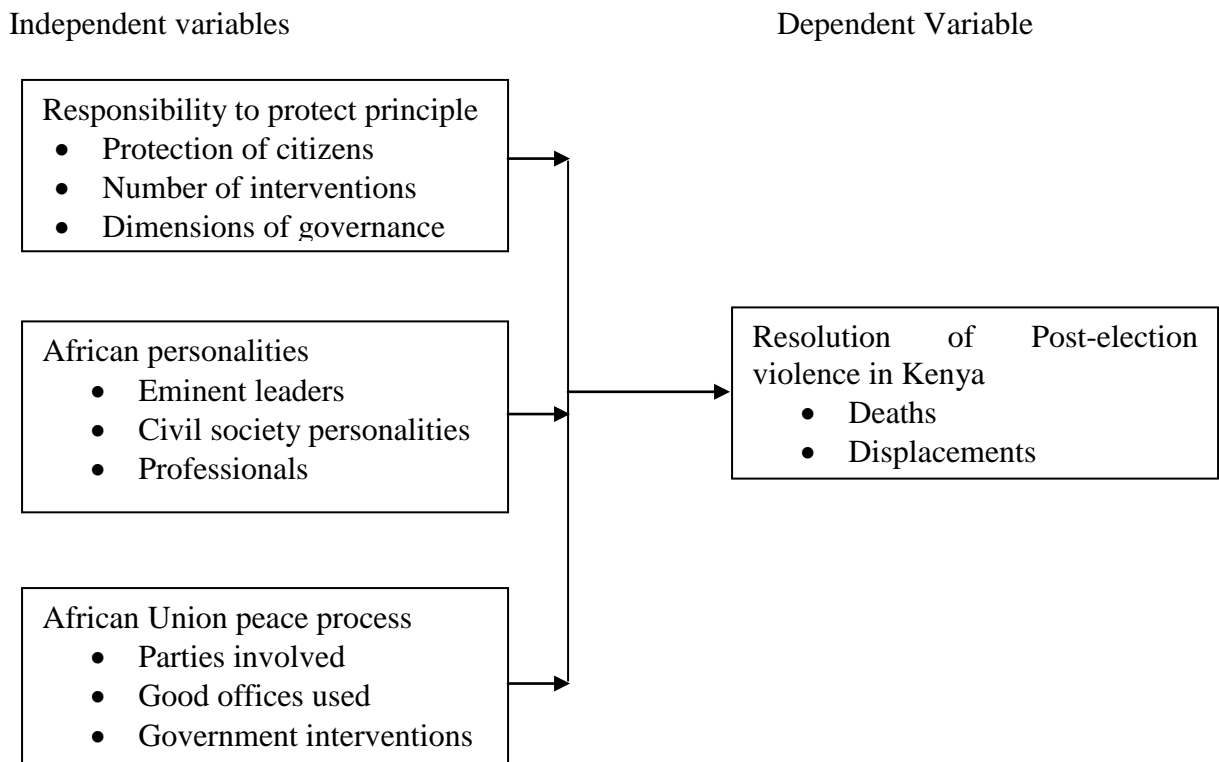 Independent variables
Dependent Variable
Responsibility to protect principle
• Protection of citizens
• Number of interventions
• Dimensions of governance
African personalities
• Eminent leaders
• Civil society personalities
• Professionals
Resolution of Post-election
violence in Kenya
• Deaths
• Displacements
African Union peace process
• Parties involved
• Good offices used
• Government interventions